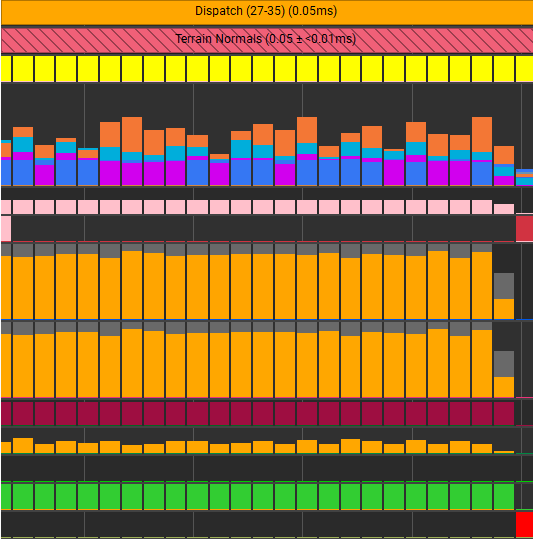 Dispatch (27-35) (0.05ms)
Terrain Normals (0.05 ± <0.01ms)